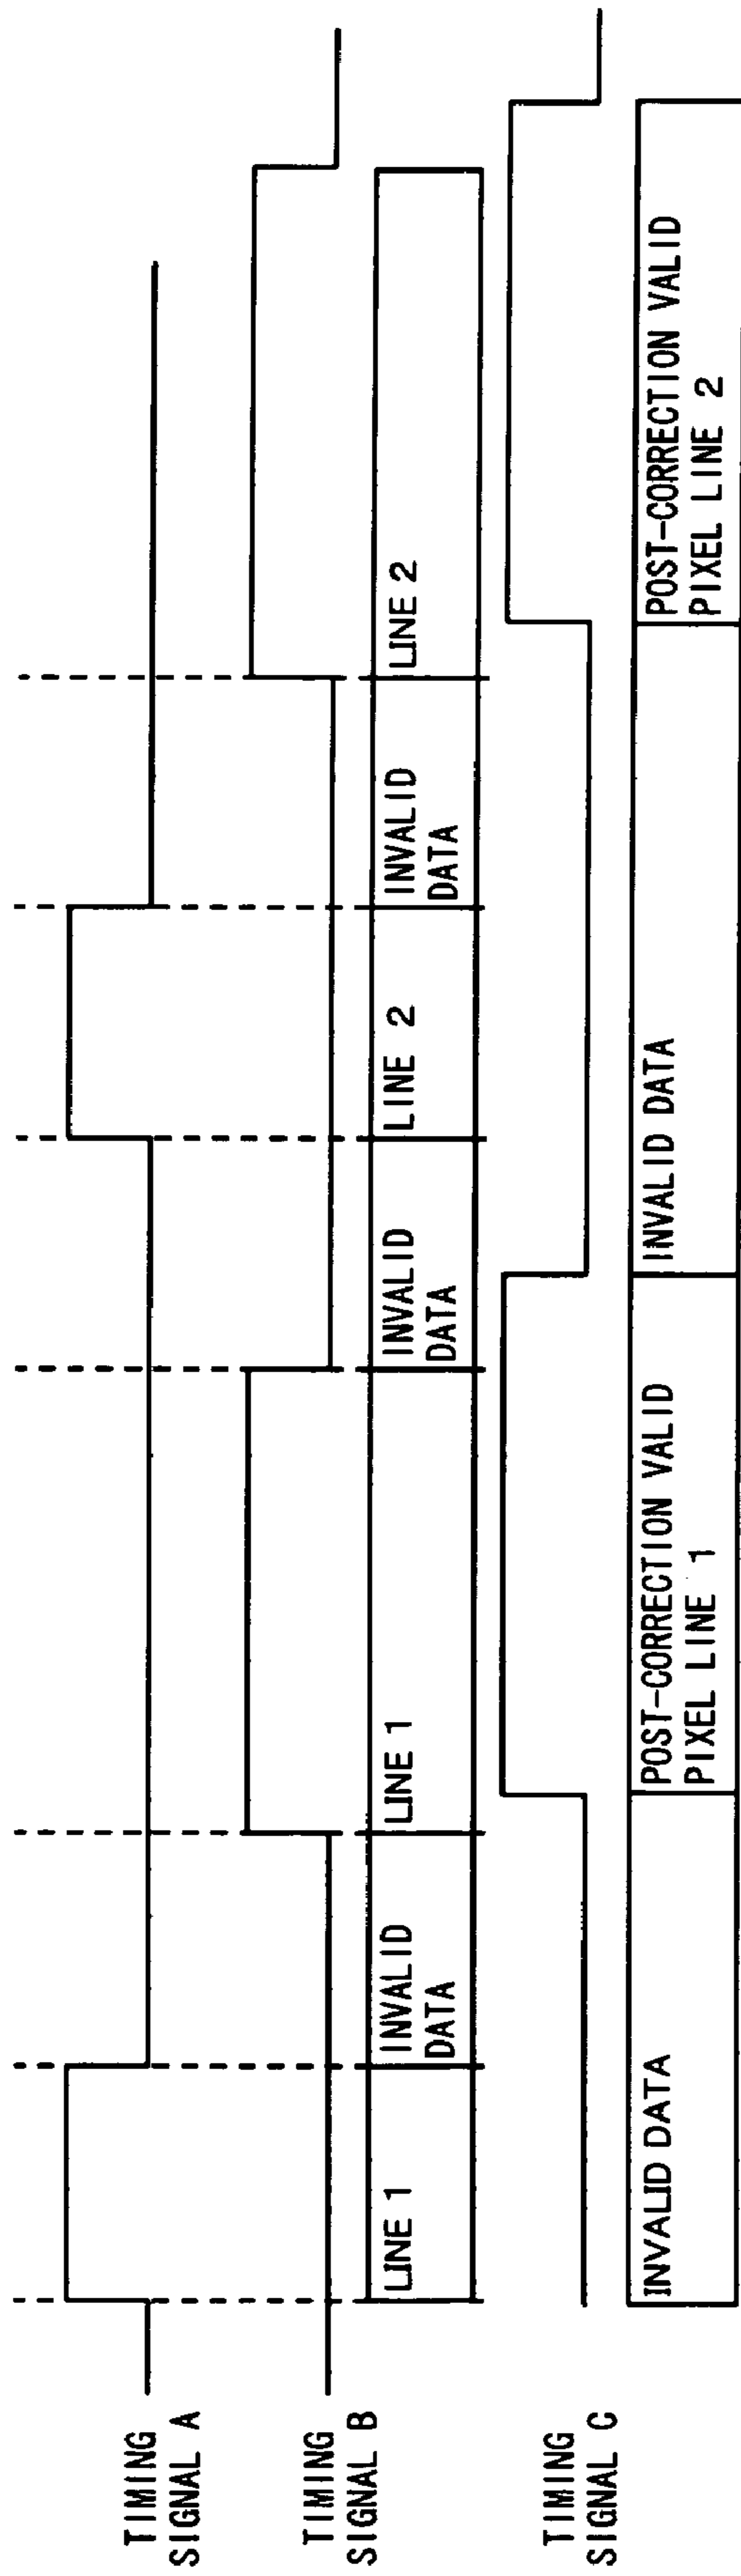 TIMING
SIGNAL A
TIMING
SIGNAL B
LINE 1
INVALID
DATA
LINE 1
INVALID
DATA
LINE 2
INVALID
DATA
LINE 2
TIMING
SIGNAL C
INVALID DATA
POST-CORRECTION VALID
PIXEL LINE 1
INVALID DATA
POST-CORRECTION VALID
PIXEL LINE 2